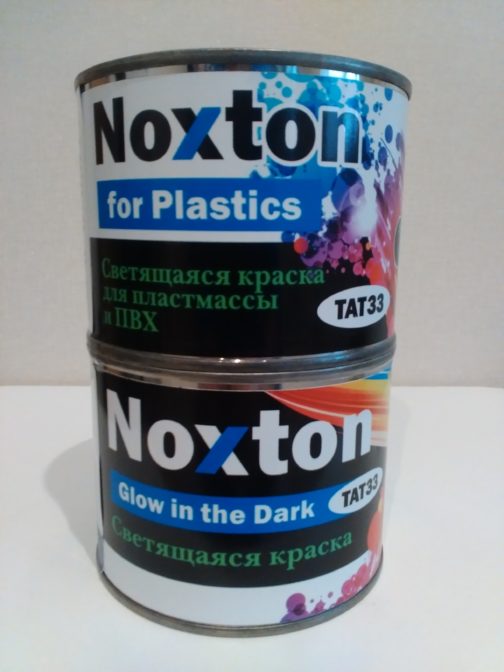 Noxton
for Plastics
Светящаяся краска
для пластмассы
и ПВХ
TAT33
Noxton
Glow in the Dark
TAT33
Светящаяся краска